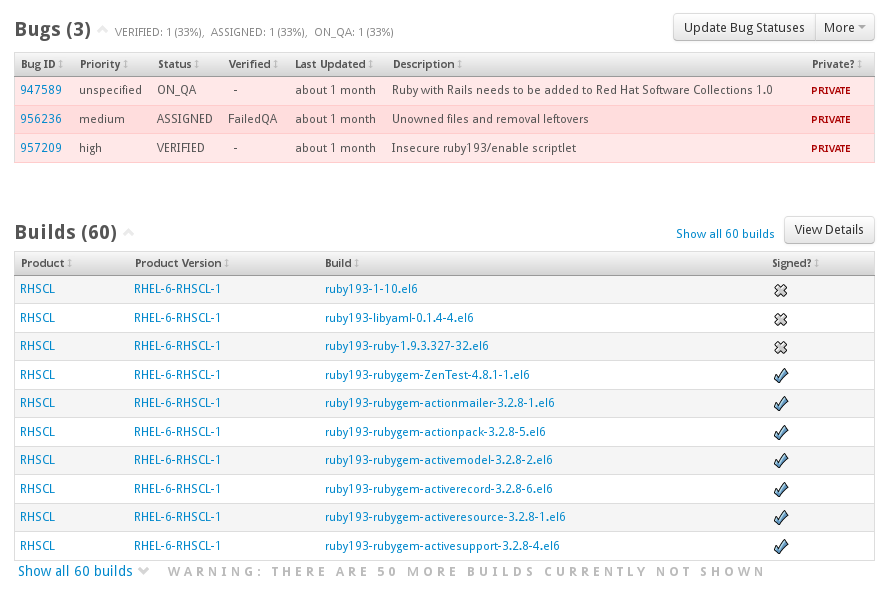 Bugs (3) VERIFIED: 1 (33%), ASSIGNED: 1 (33%), ON_QA: 1 (33%) Update Bug Statuses More
Bug ID Priority Status Verified Last Updated Description Private?
947589 unspecified ON_QA - about 1 month Ruby with Rails needs to be added to Red Hat Software Collections 1.0 PRIVATE
956236 medium ASSIGNED FailedQA about 1 month Unowned files and removal leftovers PRIVATE
957209 high VERIFIED - about 1 month Insecure ruby193/enable scriptlet PRIVATE
Builds (60) Show all 60 builds View Details
Product Product Version Build Signed?
RHSCL RHEL-6-RHSCL-1 ruby193-1-10.el6
RHSCL RHEL-6-RHSCL-1 ruby193-libyaml-0.1.4-4.el6
RHSCL RHEL-6-RHSCL-1 ruby193-ruby-1.9.3.327-32.el6
RHSCL RHEL-6-RHSCL-1 ruby193-rubygem-ZenTest-4.8.1-1.el6
RHSCL RHEL-6-RHSCL-1 ruby193-rubygem-actionmailer-3.2.8-1.el6
RHSCL RHEL-6-RHSCL-1 ruby193-rubygem-actionpack-3.2.8-5.el6
RHSCL RHEL-6-RHSCL-1 ruby193-rubygem-activemodel-3.2.8-2.el6
RHSCL RHEL-6-RHSCL-1 ruby193-rubygem-activerecord-3.2.8-6.el6
RHSCL RHEL-6-RHSCL-1 ruby193-rubygem-activeresource-3.2.8-1.el6
RHSCL RHEL-6-RHSCL-1 ruby193-rubygem-activesupport-3.2.8-4.el6
Show all 60 builds WARNING: THERE ARE 50 MORE BUILDS CURRENTLY NOT SHOWN